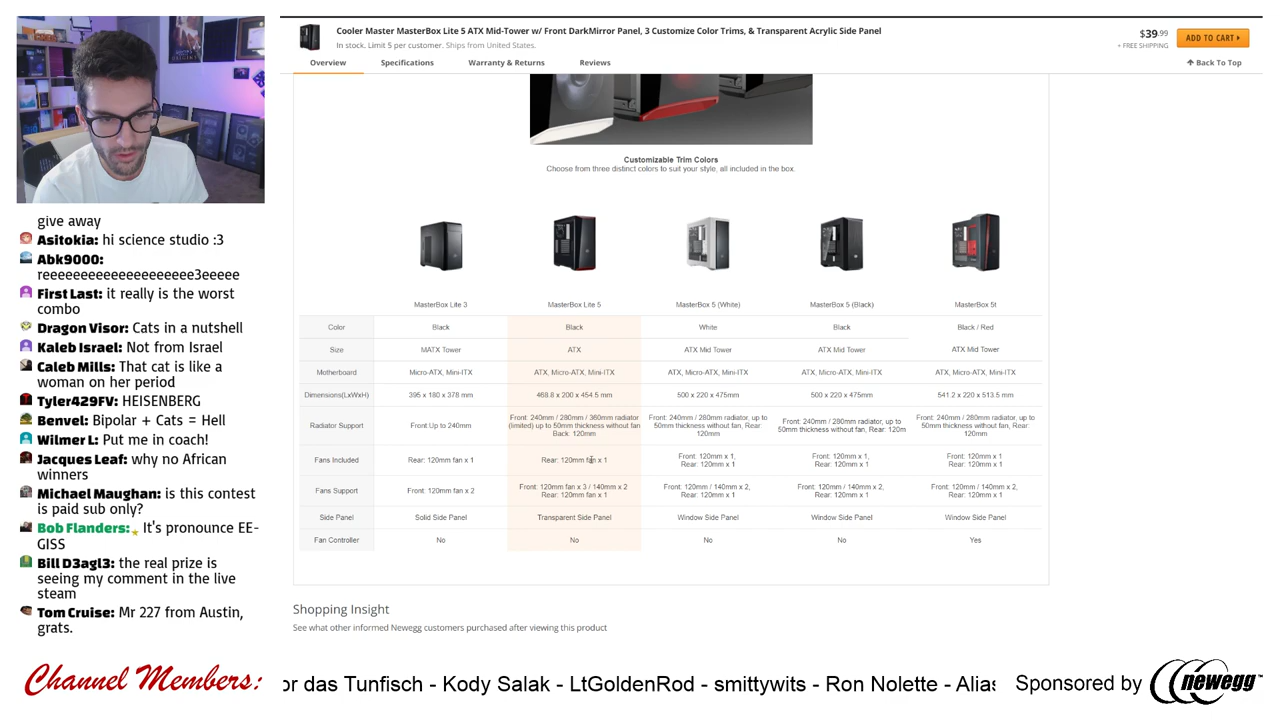 Cooler Master MasterBox Lite 5 ATX Mid-Tower w/ Front DarkMirror Panel, 3 Customize Color Trims, & Transparent Acrylic Side Panel
In stock. Limit 5 per customer. Ships from United States.
$39.99
+ FREE SHIPPING
ADD TO CART
Overview
Specifications
Warranty & Returns
Reviews
Back To Top
Customizable Trim Colors
Choose from three distinct colors to suit your style, all included in the box.
MasterBox Lite 3 MasterBox Lite 5 MasterBox 5 (White) MasterBox 5 (Black) MasterBox 5t
Color Black Black White Black Black / Red
Size MATX Tower ATX ATX Mid Tower ATX Mid Tower ATX Mid Tower
Motherboard Micro-ATX, Mini-ITX ATX, Micro-ATX, Mini-ITX ATX, Micro-ATX, Mini-ITX ATX, Micro-ATX, Mini-ITX ATX, Micro-ATX, Mini-ITX
Dimensions(LxWxH) 395 x 180 x 378 mm 468.8 x 200 x 454.5 mm 500 x 220 x 475mm 500 x 220 x 475mm 541.2 x 220 x 513.5 mm
Radiator Support
Front Up to 240mm
Front: 240mm / 280mm / 360mm radiator
(limited) up to 50mm thickness without fan
Back: 120mm
Front: 240mm / 280mm radiator, up to
50mm thickness without fan, Rear:
120mm
Front: 240mm / 280mm radiator, up to
50mm thickness without fan, Rear: 120m
Front: 240mm / 280mm radiator, up to
50mm thickness without fan, Rear:
120mm
Fans Included
Rear: 120mm fan x 1
Rear: 120mm fan x 1
Front: 120mm x 1,
Rear: 120mm x 1
Front: 120mm x 1,
Rear: 120mm x 1
Front: 120mm x 1
Rear: 120mm x 1
Fans Support
Front: 120mm fan x 2
Front: 120mm fan x 3 / 140mm x 2
Rear: 120mm fan x 1
Front: 120mm / 140mm x 2,
Rear: 120mm x 1
Front: 120mm / 140mm x 2,
Rear: 120mm x 1
Front: 120mm / 140mm x 2,
Rear: 120mm x 1
Side Panel Solid Side Panel Transparent Side Panel Window Side Panel Window Side Panel Window Side Panel
Fan Controller No No No No Yes
Shopping Insight
See what other informed Newegg customers purchased after viewing this product
give away
Asitokia: hi science studio :3
Abk9000:
reeeeeeeeeeeeeeeeeee3eeeee
First Last: it really is the worst
combo
Dragon Visor: Cats in a nutshell
Kaleb Israel: Not from Israel
Caleb Mills: That cat is like a
woman on her period
Tyler429FV: HEISENBERG
Benvel: Bipolar + Cats = Hell
Wilmer L: Put me in coach!
Jacques Leaf: why no African
winners
Michael Maughan: is this contest
is paid sub only?
Bob Flanders: It's pronounce EE-
GISS
Bill D3agl3: the real prize is
seeing my comment in the live
steam
Tom Cruise: Mr 227 from Austin,
grats.
Channel Members:
or das Tunfisch - Kody Salak - LtGoldenRod - smittywits - Ron Nolette - Alias
Sponsored by newegg